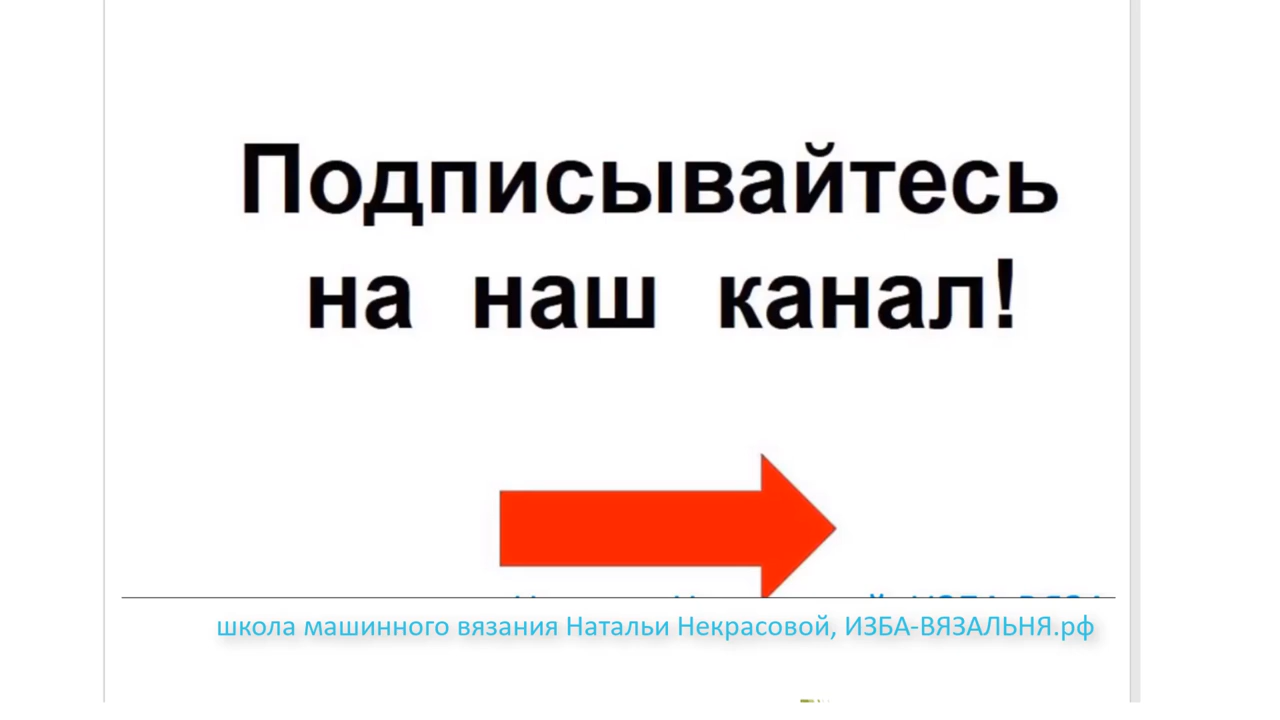 Подписывайтесь
на наш канал!
школа машинного вязания Натальи Некрасовой, ИЗБА-ВЯЗАЛЬНЯ.рф